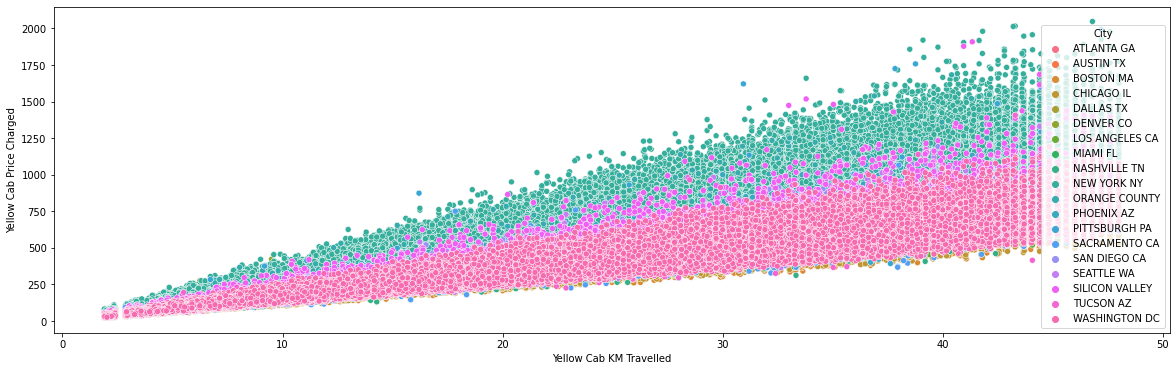 2000
1750
1500
1250
1000
750
500
250
0
Yellow Cab Price Charged
0 10 20 30 40 50
Yellow Cab KM Travelled
City
ATLANTA GA
AUSTIN TX
BOSTON MA
CHICAGO IL
DALLAS TX
DENVER CO
LOS ANGELES CA
MIAMI FL
NASHVILLE TN
NEW YORK NY
ORANGE COUNTY
PHOENIX AZ
PITTSBURGH PA
SACRAMENTO CA
SAN DIEGO CA
SEATTLE WA
SILICON VALLEY
TUCSON AZ
WASHINGTON DC